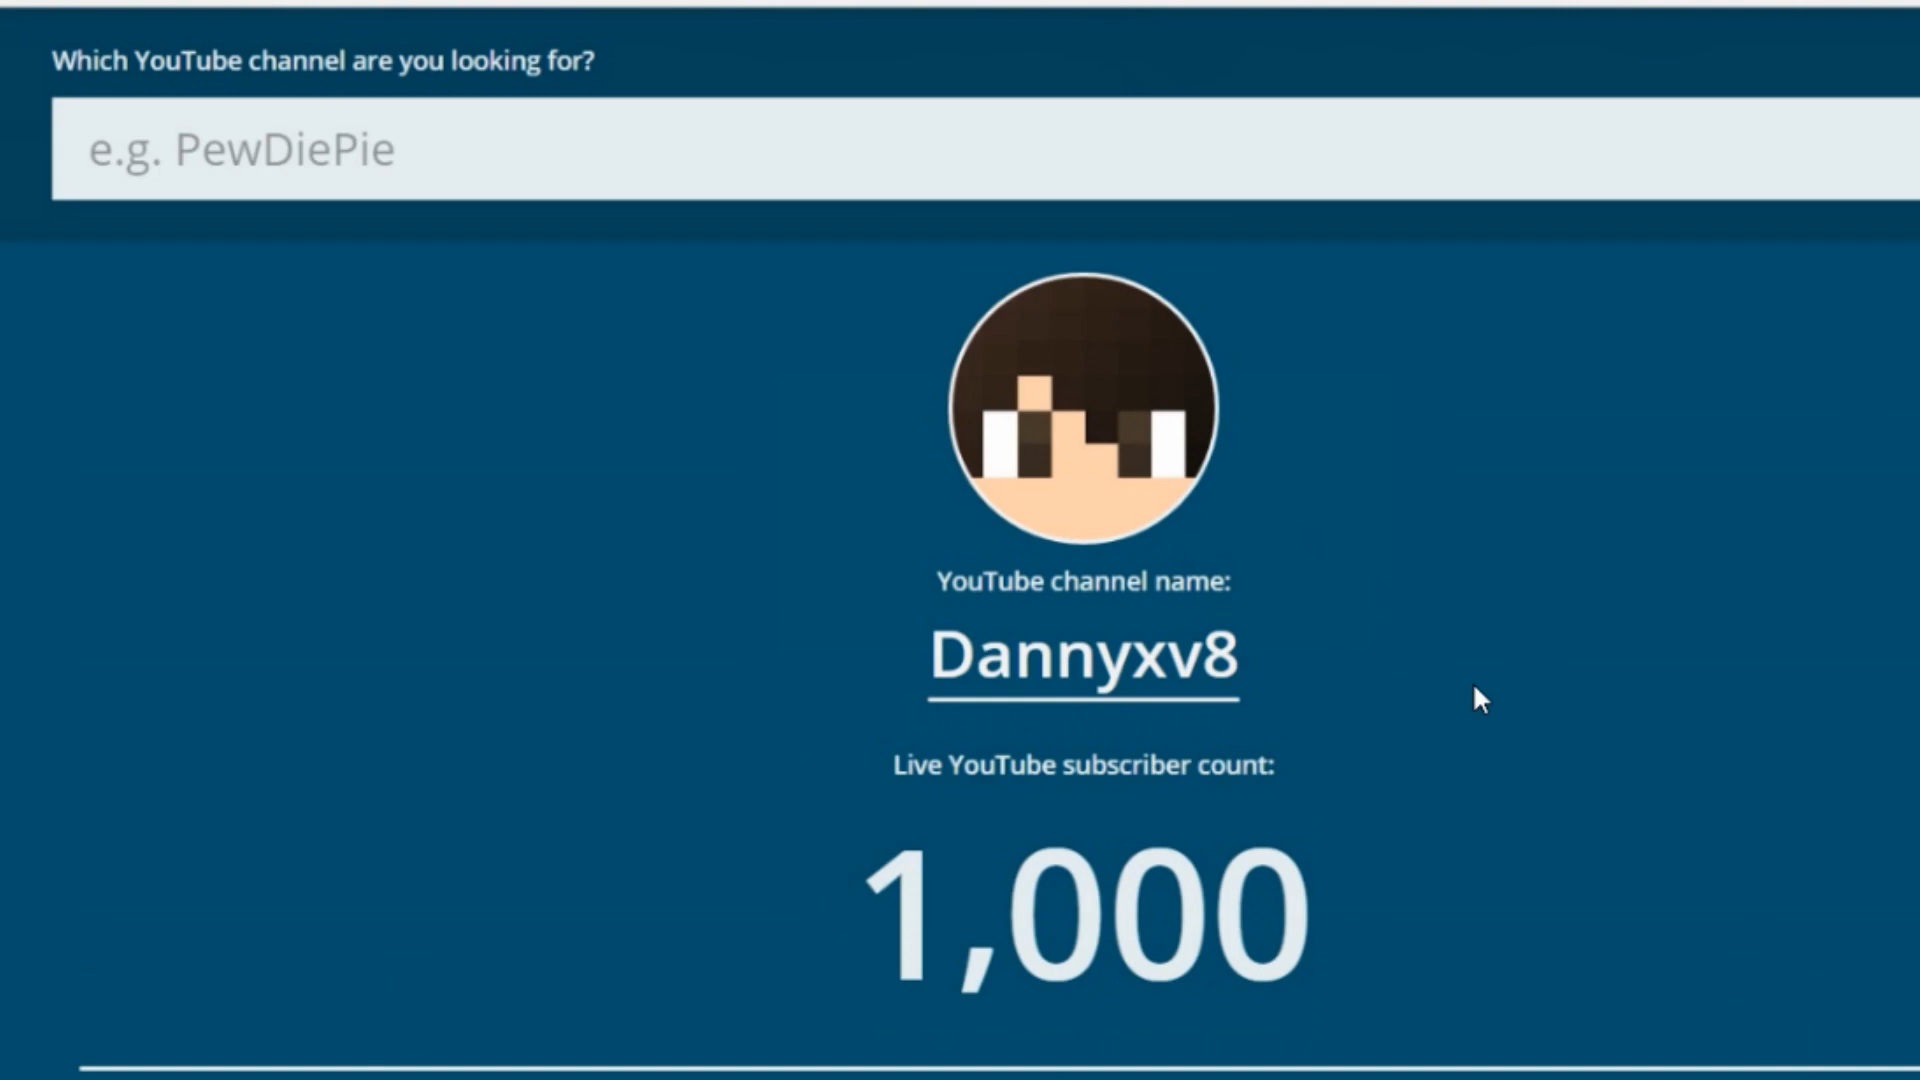 Which YouTube channel are you looking for?
e.g. PewDiePie
YouTube channel name:
Dannyxv8
Live YouTube subscriber count:
1,000